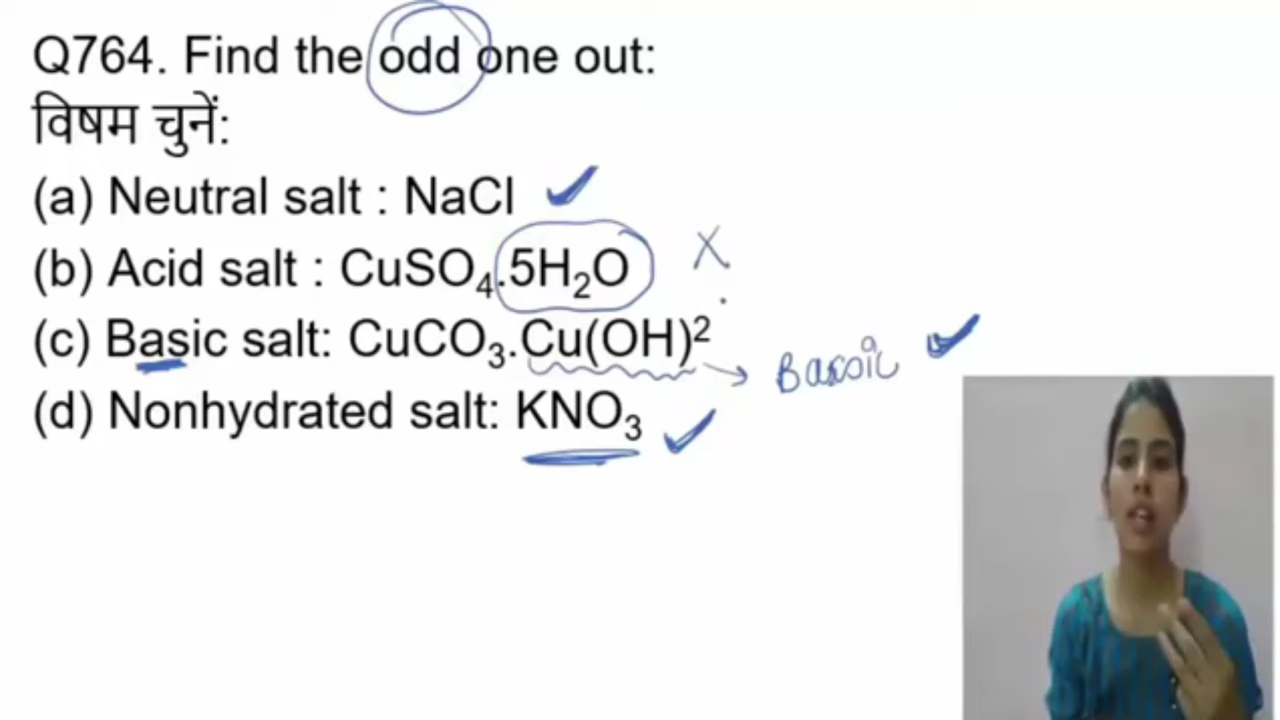 Q764. Find the odd one out:
विषम चुनें:
(a) Neutral salt : NaCl
(b) Acid salt : CuSO₄.5H₂O X
(c) Basic salt: CuCO₃.Cu(OH)²
Basic
(d) Nonhydrated salt: KNO₃